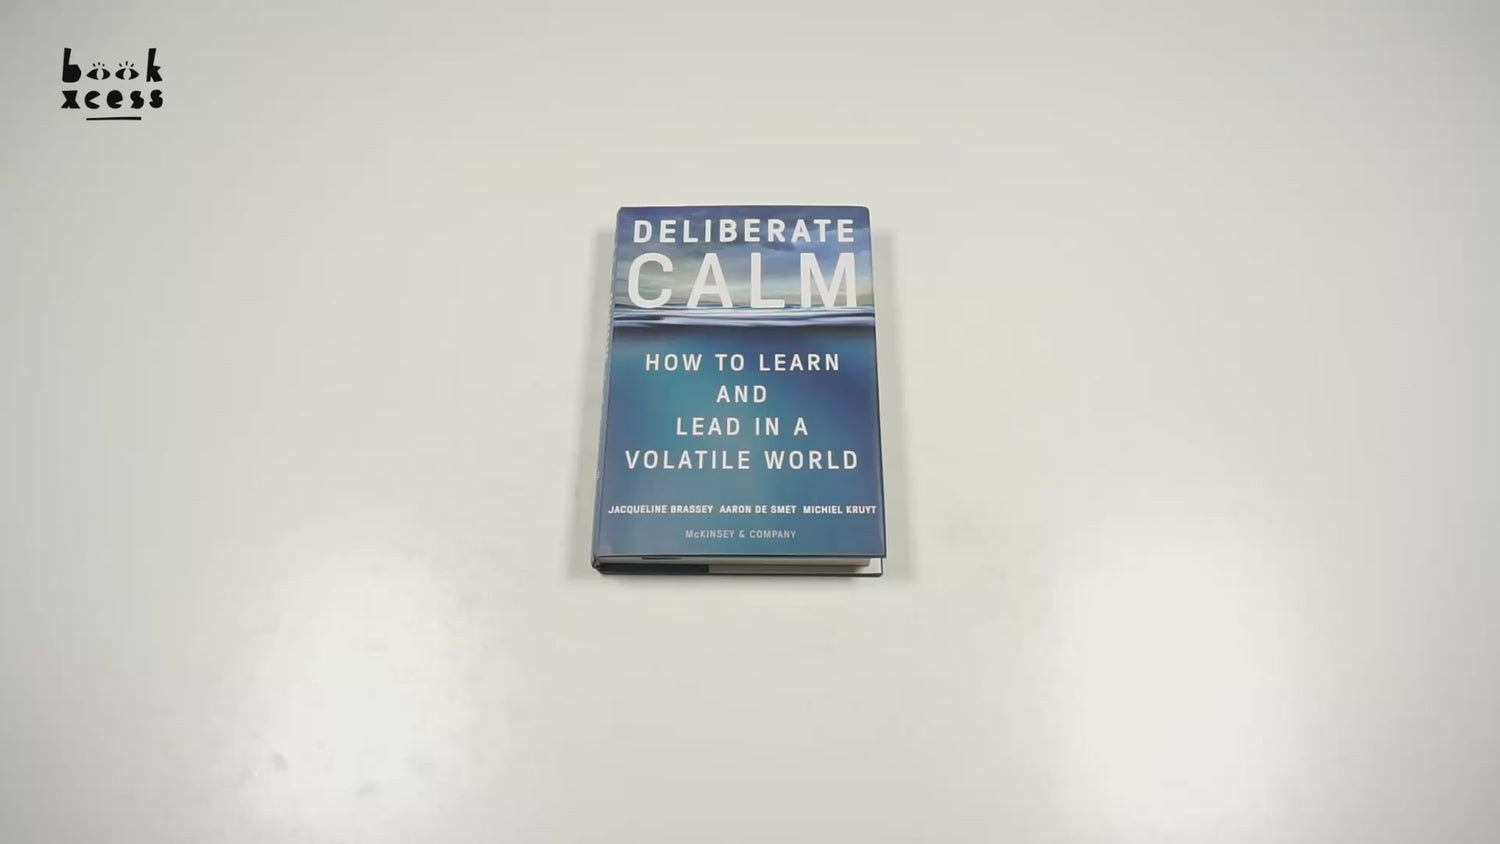 book
xcess
DELIBERATE
CALM
HOW TO LEARN
AND
LEAD IN A
VOLATILE WORLD
JACQUELINE BRASSEY AARON DE SMET MICHIEL KRUYT
McKINSEY & COMPANY